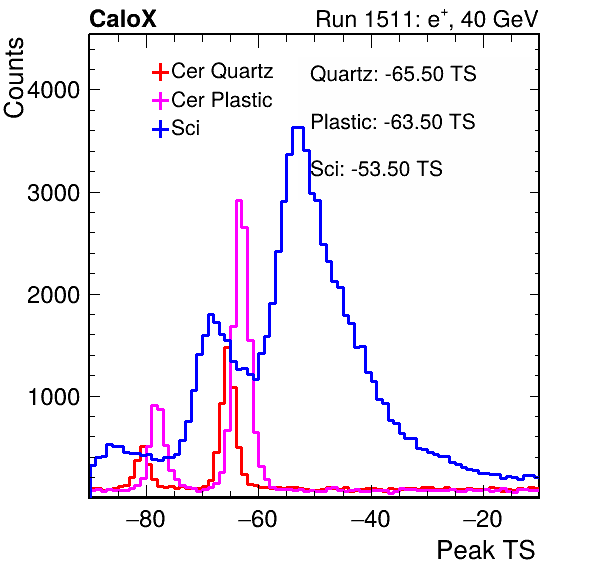 CaloX Run 1511: e⁺, 40 GeV
Counts
Cer Quartz
Cer Plastic
Sci
Quartz: -65.50 TS
Plastic: -63.50 TS
Sci: -53.50 TS
4000
3000
2000
1000
−80 −60 −40 −20
Peak TS